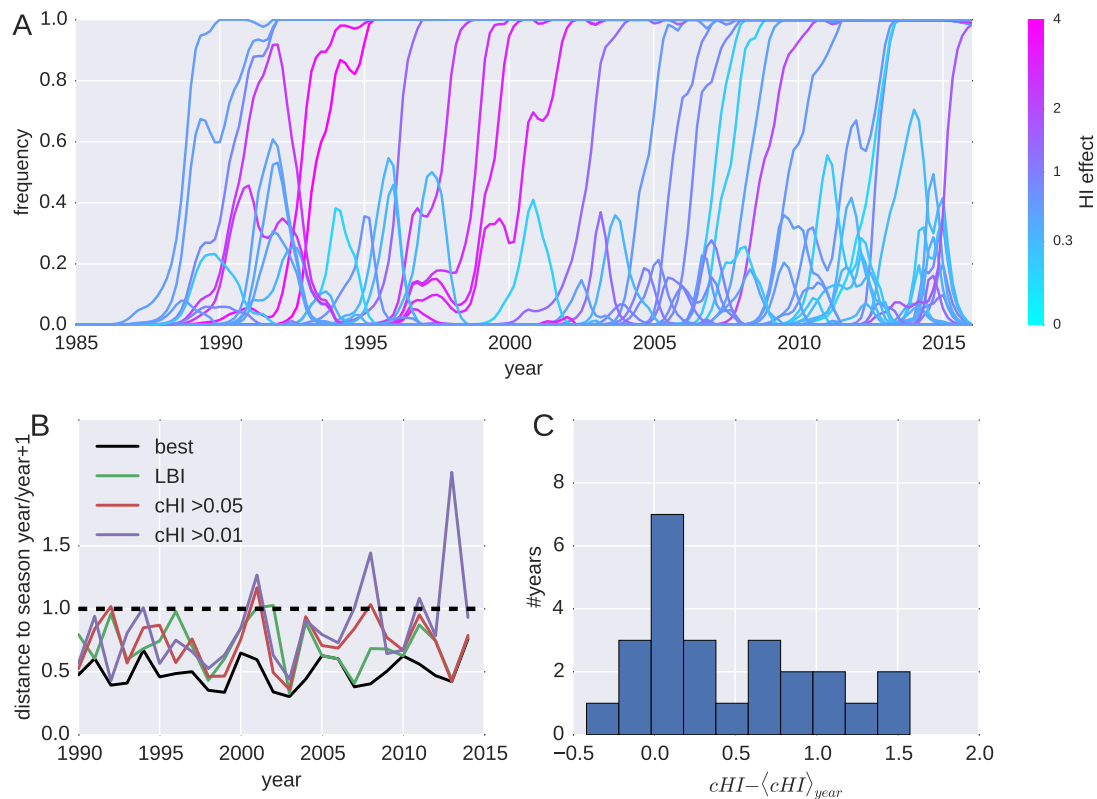 A
1.0
0.8
0.6
0.4
0.2
0.0
frequency
1985 1990 1995 2000 2005 2010 2015
year
4
2
1
0.3
0
HI effect
B
best
LBI
cHI >0.05
cHI >0.01
1.5
1.0
0.5
0.0
distance to season year/year+1
1990 1995 2000 2005 2010 2015
year
C
8
6
4
2
0
#years
−0.5 0.0 0.5 1.0 1.5 2.0
cHI−⟨cHI⟩year